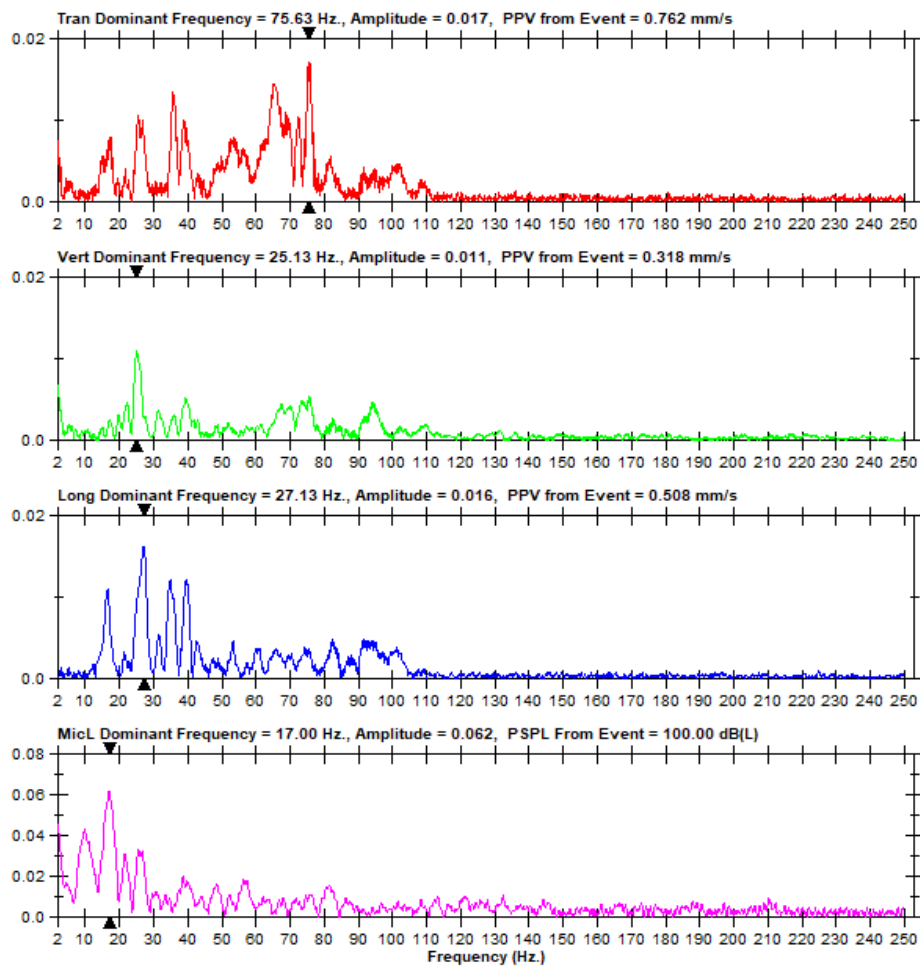 Tran Dominant Frequency = 75.63 Hz., Amplitude = 0.017, PPV from Event = 0.762 mm/s
0.02
0.0
2 10 20 30 40 50 60 70 80 90 100 110 120 130 140 150 160 170 180 190 200 210 220 230 240 250
Vert Dominant Frequency = 25.13 Hz., Amplitude = 0.011, PPV from Event = 0.318 mm/s
0.02
0.0
2 10 20 30 40 50 60 70 80 90 100 110 120 130 140 150 160 170 180 190 200 210 220 230 240 250
Long Dominant Frequency = 27.13 Hz., Amplitude = 0.016, PPV from Event = 0.508 mm/s
0.02
0.0
2 10 20 30 40 50 60 70 80 90 100 110 120 130 140 150 160 170 180 190 200 210 220 230 240 250
MicL Dominant Frequency = 17.00 Hz., Amplitude = 0.062, PSPL From Event = 100.00 dB(L)
0.08
0.06
0.04
0.02
0.0
2 10 20 30 40 50 60 70 80 90 100 110 120 130 140 150 160 170 180 190 200 210 220 230 240 250
Frequency (Hz.)